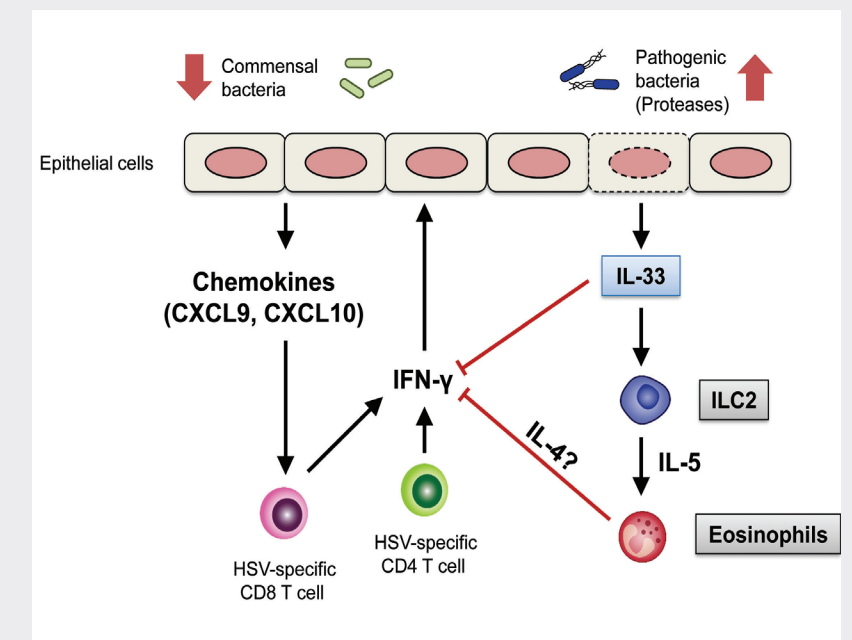 Commensal
bacteria
Pathogenic
bacteria
(Proteases)
Epithelial cells
Chemokines
(CXCL9, CXCL10)
IL-33
IFN-γ
ILC2
IL-4?
IL-5
Eosinophils
HSV-specific
CD4 T cell
HSV-specific
CD8 T cell